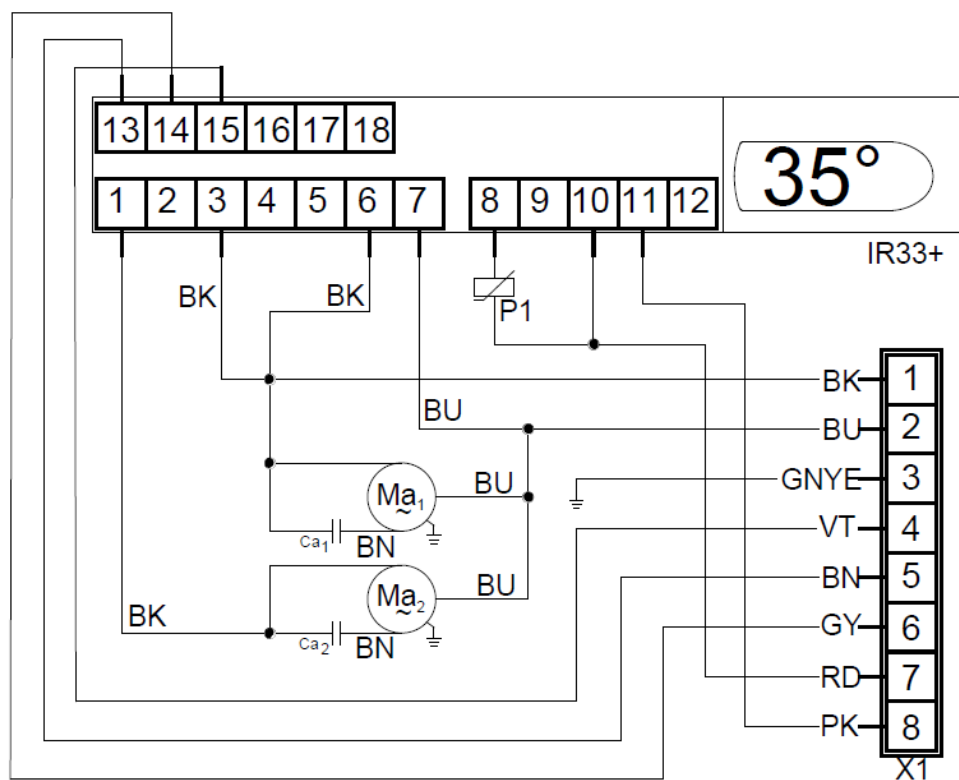 13 14 15 16 17 18
35°
1 2 3 4 5 6 7 8 9 10 11 12
IR33+
BK BK
P1
BK 1
BU
BU 2
GNYE 3
Ma1 ~ BU
Ca1 BN
VT 4
BN 5
Ma2 ~ BU
BK
GY 6
Ca2 BN
RD 7
PK 8
X1